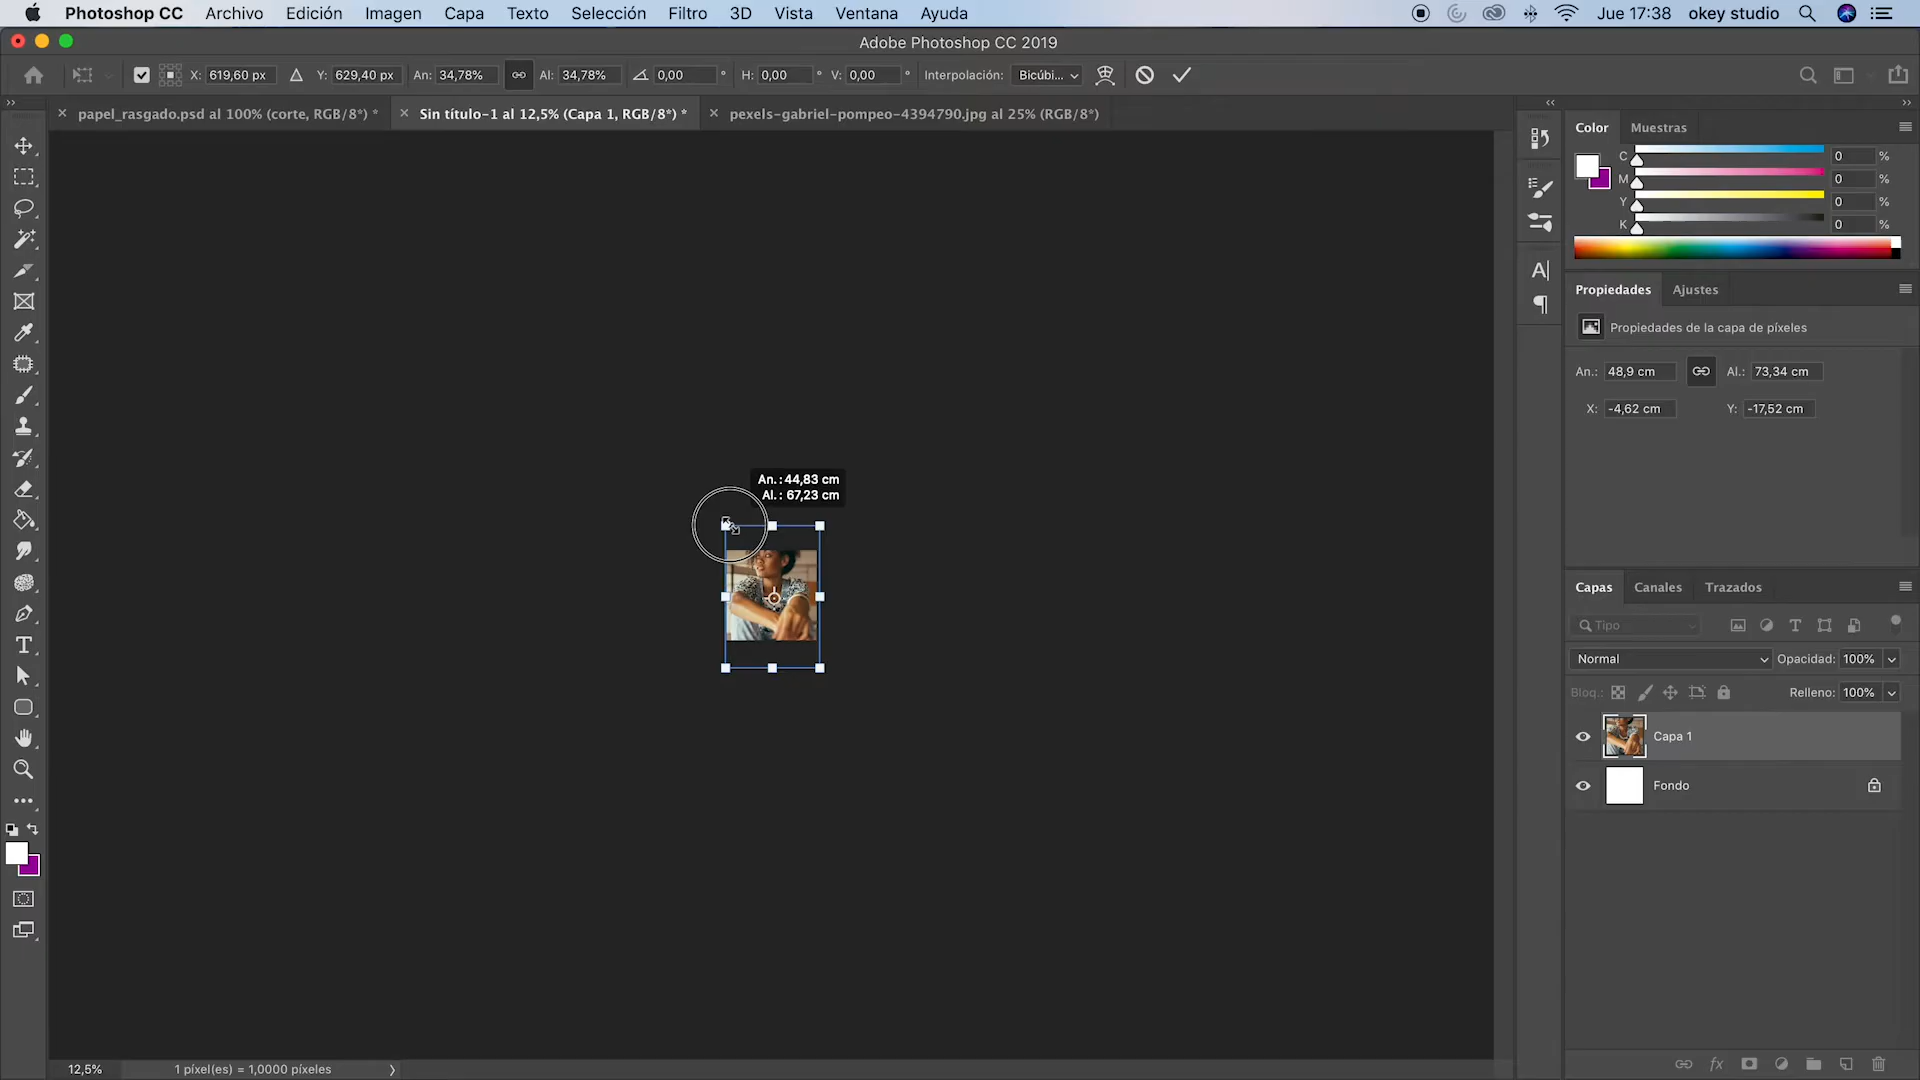 Photoshop CC Archivo Edición Imagen Capa Texto Selección Filtro 3D Vista Ventana Ayuda Jue 17:38 okey studio
Adobe Photoshop CC 2019
X: 619,60 px Y: 629,40 px An: 34,78% Al: 34,78% 0,00 ° H: 0,00 ° V: 0,00 ° Interpolación: Bicúbi...
papel_rasgado.psd al 100% (corte, RGB/8*) * Sin título-1 al 12,5% (Capa 1, RGB/8*) * pexels-gabriel-pompeo-4394790.jpg al 25% (RGB/8*)
Color Muestras
C 0 %
M 0 %
Y 0 %
K 0 %
Propiedades Ajustes
Propiedades de la capa de píxeles
An.: 48,9 cm Al.: 73,34 cm
X: -4,62 cm Y: -17,52 cm
An.: 44,83 cm
Al.: 67,23 cm
Capas Canales Trazados
Tipo
Normal Opacidad: 100%
Bloq.: Relleno: 100%
Capa 1
Fondo
12,5% 1 píxel(es) = 1,0000 píxeles